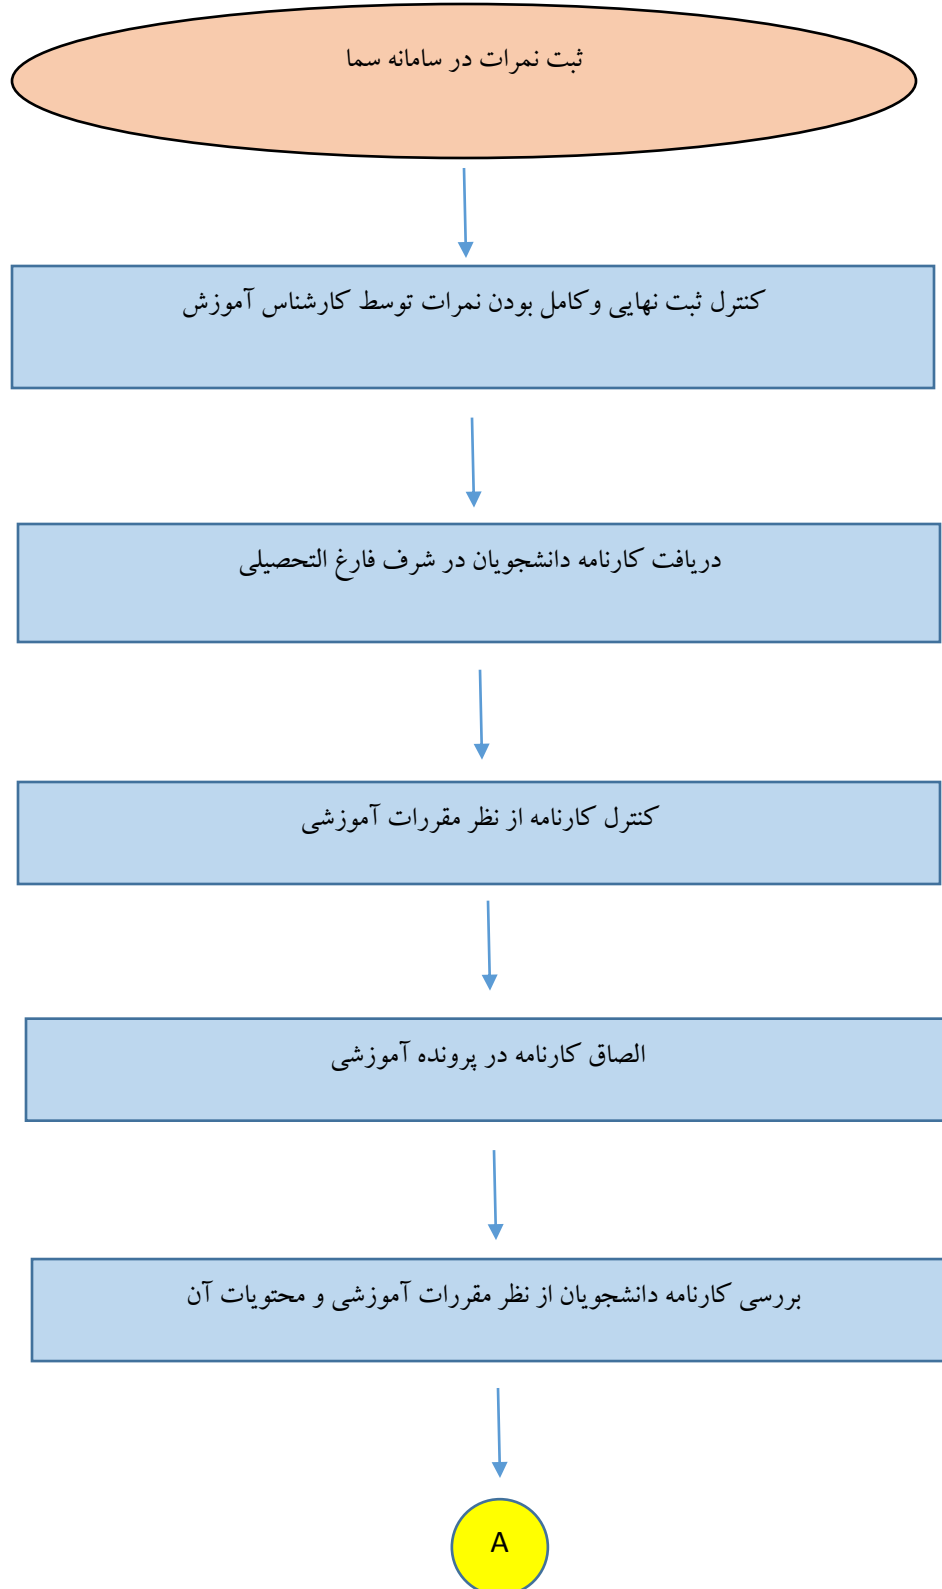 ثبت نمرات در سامانه سما
کنترل ثبت نهایی وکامل بودن نمرات توسط کارشناس آموزش
دریافت کارنامه دانشجویان در شرف فارغ التحصیلی
کنترل کارنامه از نظر مقررات آموزشی
الصاق کارنامه در پرونده آموزشی
بررسی کارنامه دانشجویان از نظر مقررات آموزشی و محتویات آن
A